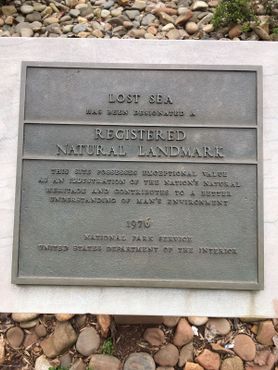 LOST SEA
HAS BEEN DESIGNATED A
REGISTERED
NATURAL LANDMARK
THIS SITE POSSESSES EXCEPTIONAL VALUE
AS AN ILLUSTRATION OF THE NATION'S NATURAL
HERITAGE AND CONTRIBUTES TO A BETTER
UNDERSTANDING OF MAN'S ENVIRONMENT
1976
NATIONAL PARK SERVICE
UNITED STATES DEPARTMENT OF THE INTERIOR